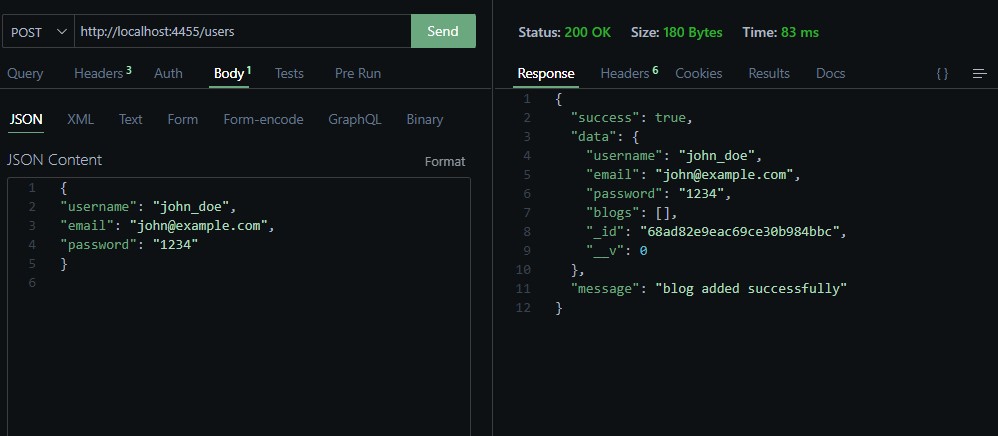 POST http://localhost:4455/users Send
Query Headers 3 Auth Body 1 Tests Pre Run
JSON XML Text Form Form-encode GraphQL Binary
JSON Content Format
1 {
2 "username": "john_doe",
3 "email": "john@example.com",
4 "password": "1234"
5 }
6
Status: 200 OK Size: 180 Bytes Time: 83 ms
Response Headers 6 Cookies Results Docs { }
1 {
2 "success": true,
3 "data": {
4 "username": "john_doe",
5 "email": "john@example.com",
6 "password": "1234",
7 "blogs": [],
8 "_id": "68ad82e9eac69ce30b984bbc",
9 "__v": 0
10 },
11 "message": "blog added successfully"
12 }